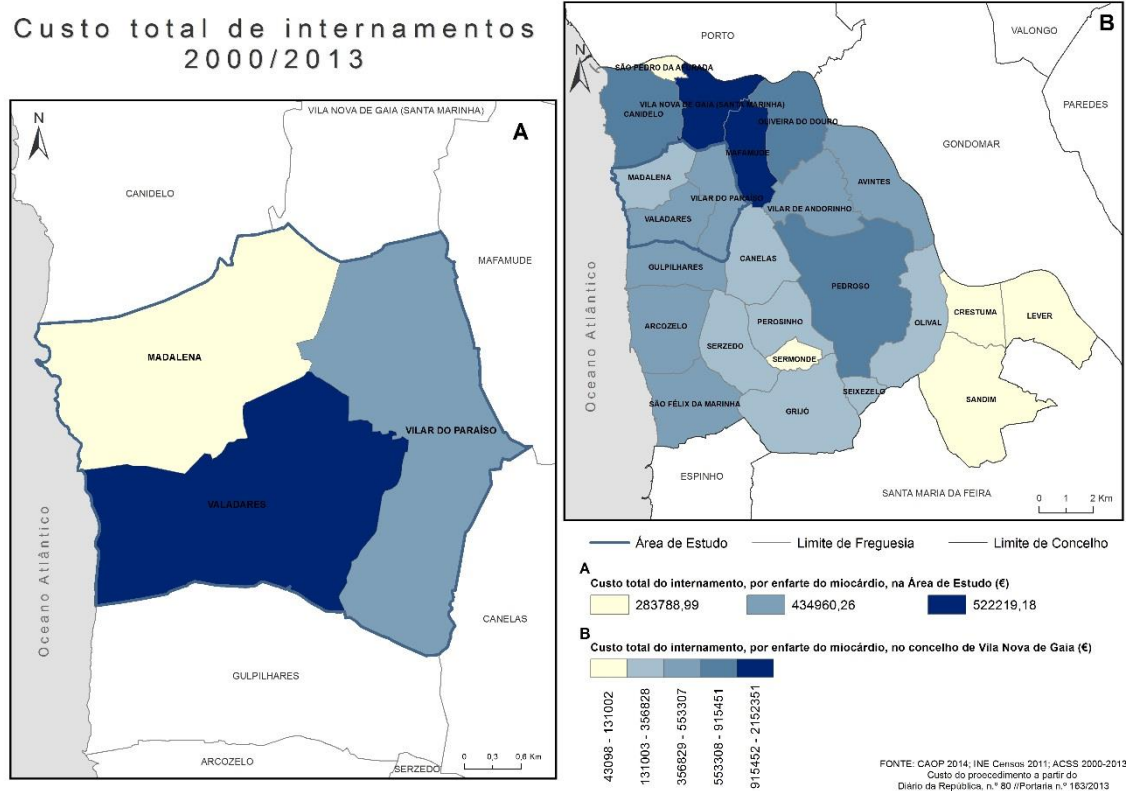 Custo total de internamentos
2000/2013
N
A
VILA NOVA DE GAIA (SANTA MARINHA)
CANIDELO
MAFAMUDE
MADALENA
VILAR DO PARAÍSO
VALADARES
Oceano Atlântico
CANELAS
GULPILHARES
ARCOZELO
SERZEDO
0 0,3 0,6 Km
B
N
PORTO
VALONGO
SÃO PEDRO DA AFURADA
PAREDES
VILA NOVA DE GAIA (SANTA MARINHA)
CANIDELO
OLIVEIRA DO DOURO
GONDOMAR
MAFAMUDE
MADALENA
AVINTES
VILAR DO PARAÍSO
VILAR DE ANDORINHO
VALADARES
CANELAS
GULPILHARES
PEDROSO
CRESTUMA
LEVER
PEROSINHO
OLIVAL
ARCOZELO
SERZEDO
SERMONDE
Oceano Atlântico
SEIXEZELO
SANDIM
SÃO FÉLIX DA MARINHA
GRIJÓ
ESPINHO
SANTA MARIA DA FEIRA
0 1 2 Km
Área de Estudo Limite de Freguesia Limite de Concelho
A
Custo total do internamento, por enfarte do miocárdio, na Área de Estudo (€)
283788,99 434960,26 522219,18
B
Custo total do internamento, por enfarte do miocárdio, no concelho de Vila Nova de Gaia (€)
43098 - 131002
131003 - 356828
356829 - 553307
553308 - 915451
915452 - 2152351
FONTE: CAOP 2014; INE Censos 2011; ACSS 2000-2013
Custo do proecedimento a partir do
Diário da República, n.º 80 //Portaria n.º 163/2013